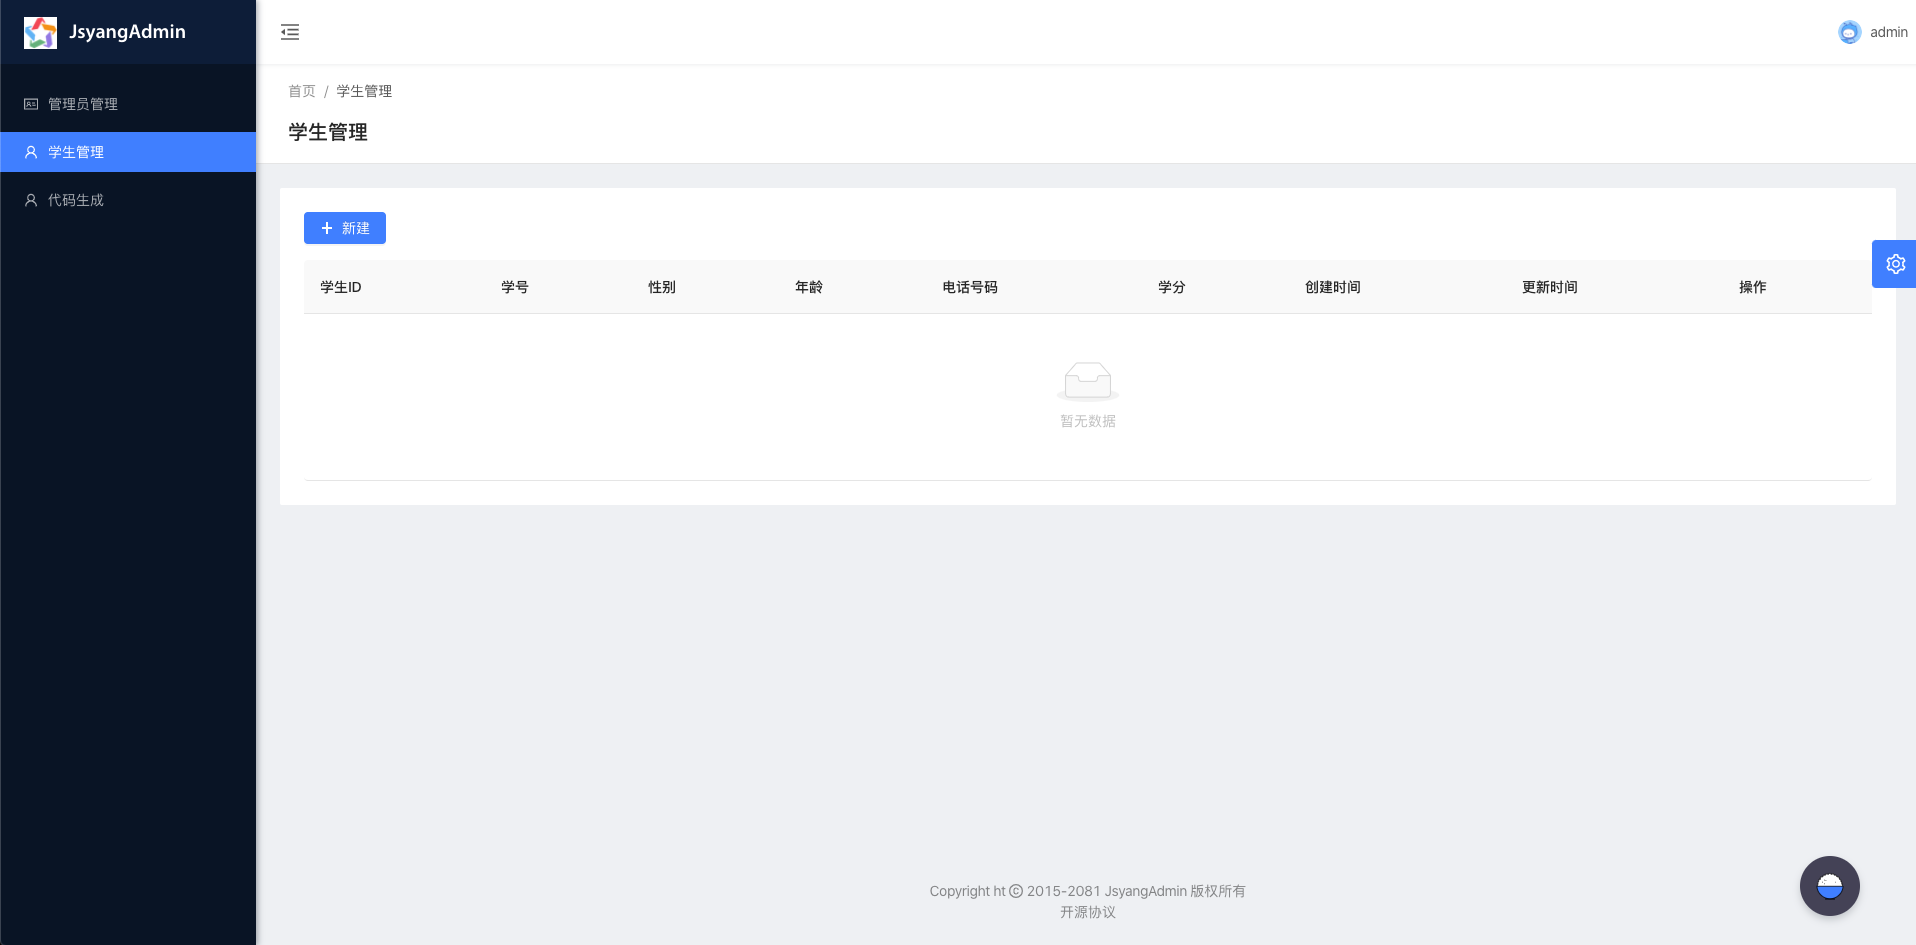 JsyangAdmin
admin
管理员管理
学生管理
代码生成
首页 / 学生管理
学生管理
新建
学生ID 学号 性别 年龄 电话号码 学分 创建时间 更新时间 操作
暂无数据
Copyright ht © 2015-2081 JsyangAdmin 版权所有
开源协议